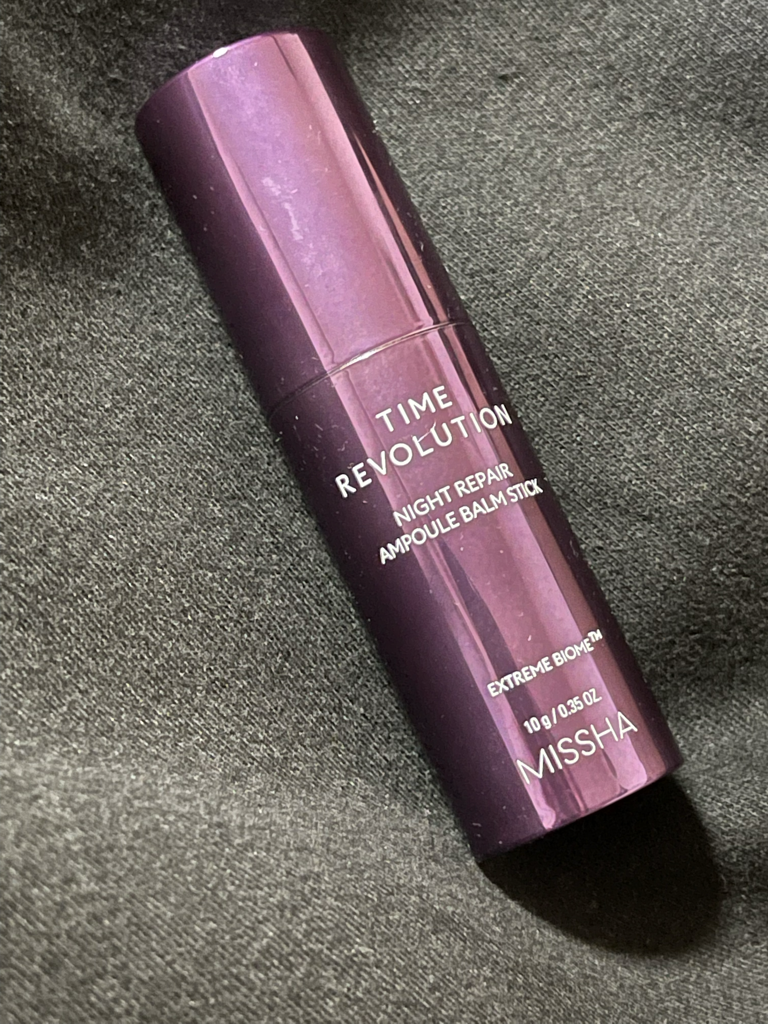 TIME
REVOLUTION
NIGHT REPAIR
AMPOULE BALM STICK
EXTREME BIOME™
10 g / 0.35 OZ
MISSHA